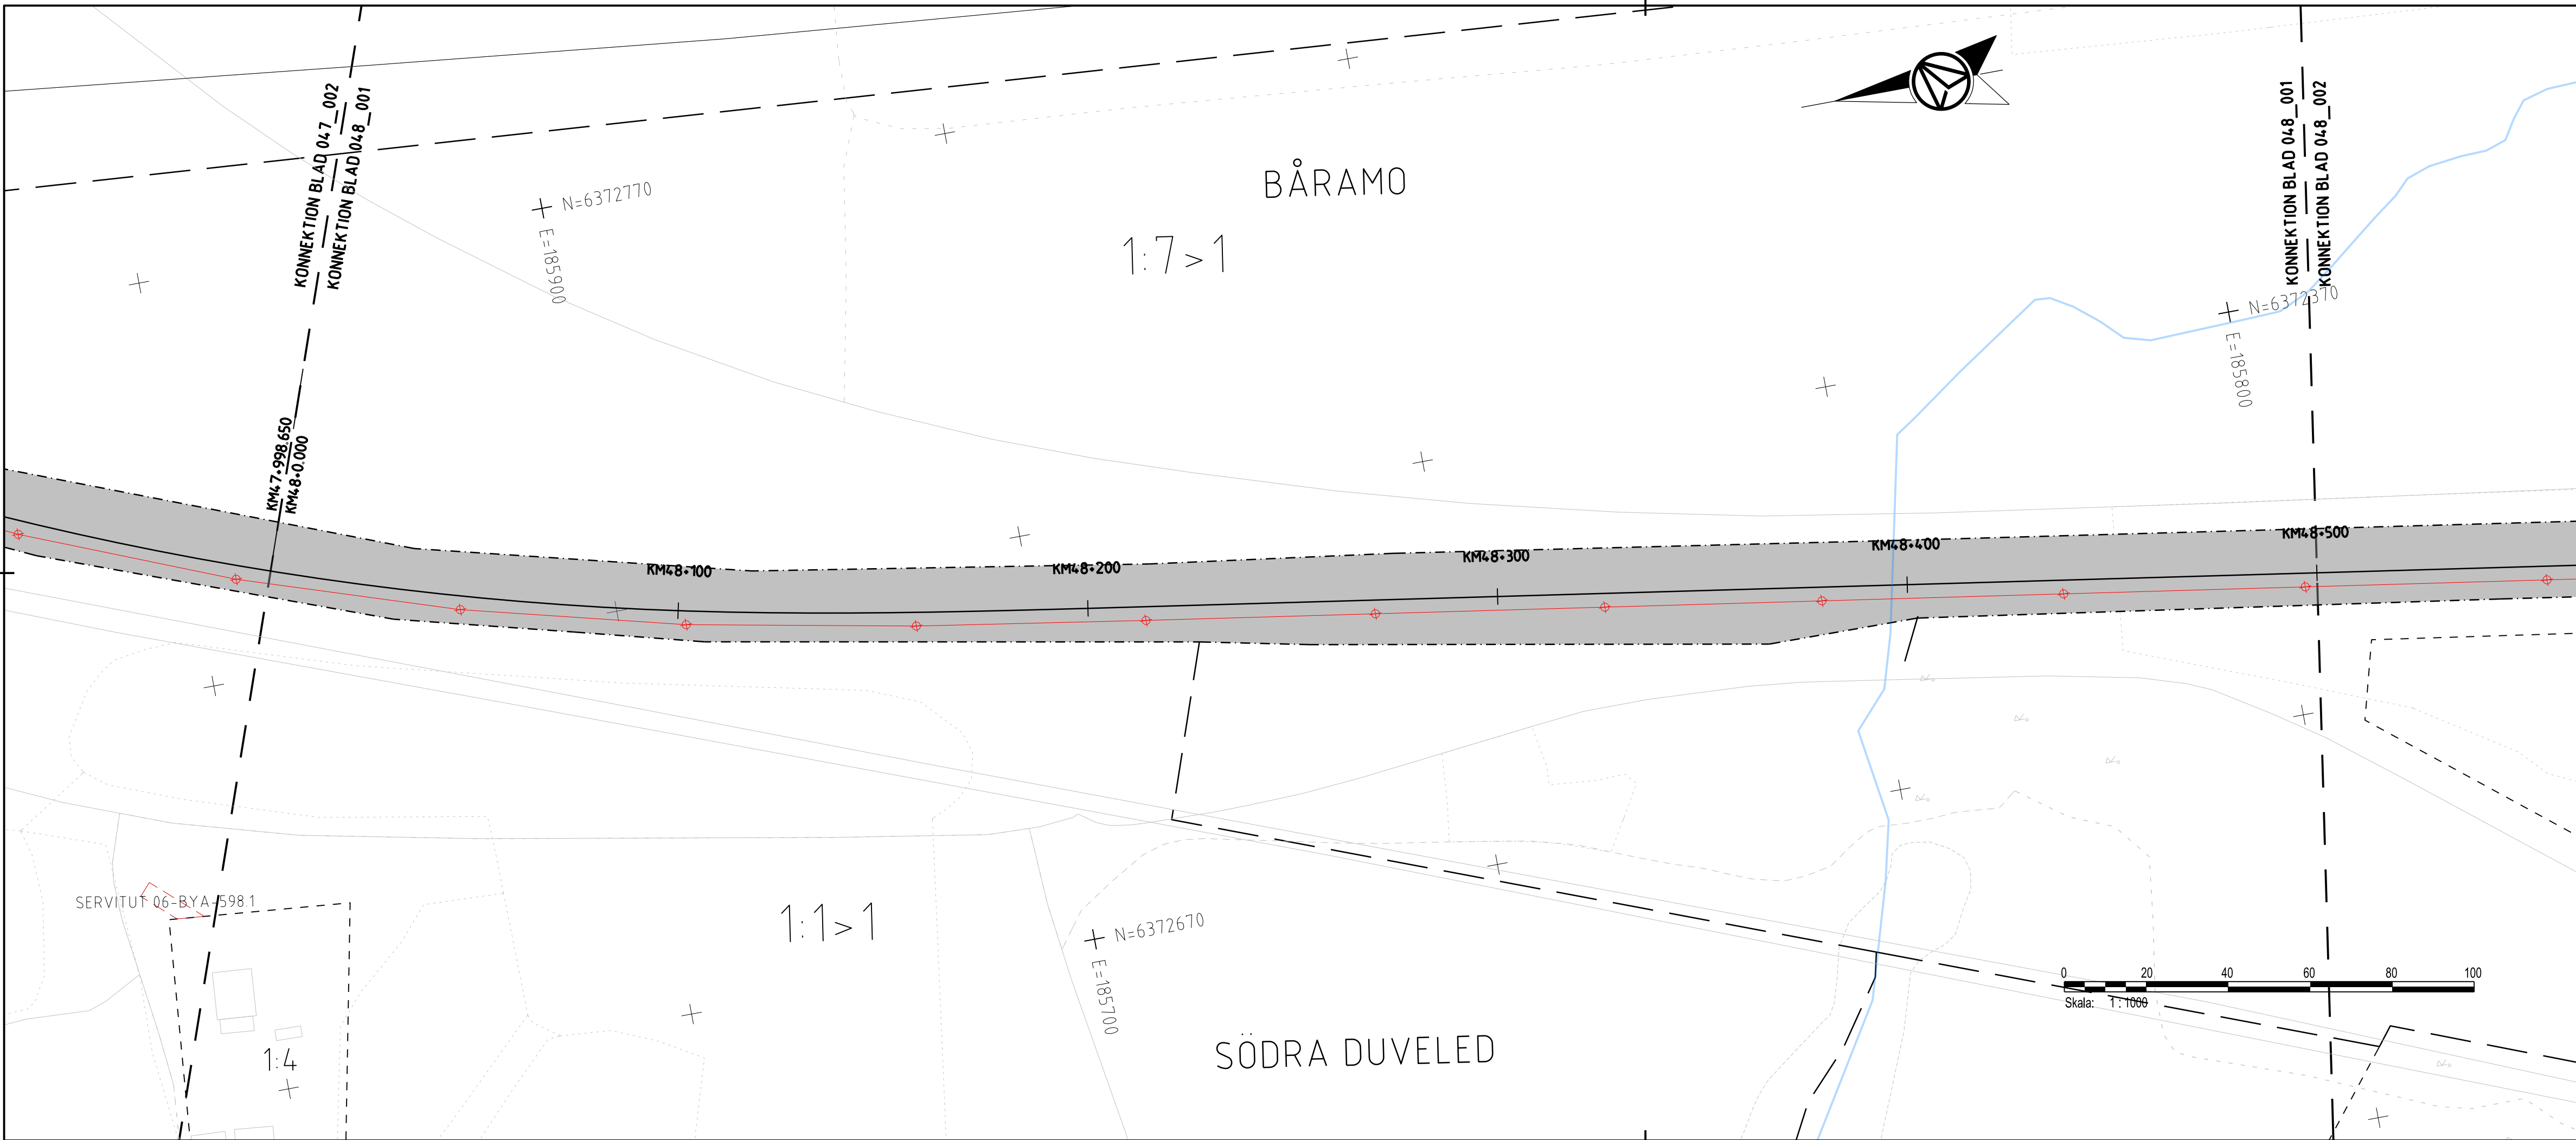 KONNEKTION BLAD 047_002
KONNEKTION BLAD 048_001
KONNEKTION BLAD 048_001
KONNEKTION BLAD 048_002
BÅRAMO
1:7>1
N=6372770
E=185900
N=6372370
E=185800
KM47+998.650
KM48+0.000
KM48+100
KM48+200
KM48+300
KM48+400
KM48+500
SERVITUT 06-BYA-598.1
1:1>1
N=6372670
E=185700
1:4
SÖDRA DUVELED
0 20 40 60 80 100
Skala: 1:1000